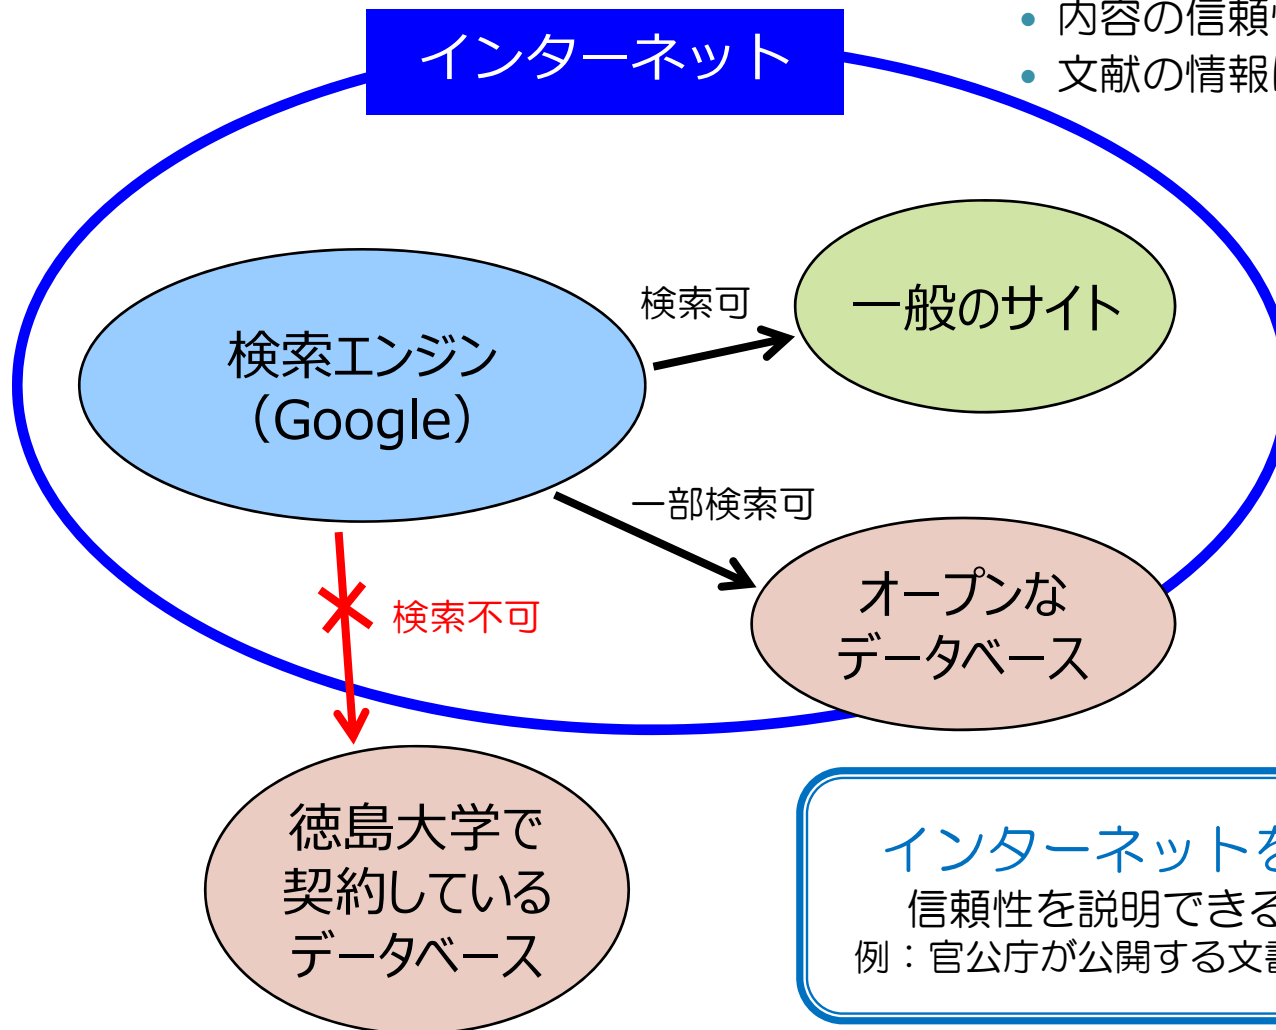 インターネット
• 内容の信頼
• 文献の情報
検索可
一般のサイト
検索エンジン
（Google）
一部検索可
オープンな
データベース
検索不可
徳島大学で
契約している
データベース
インターネットを
信頼性を説明できる
例：官公庁が公開する文書